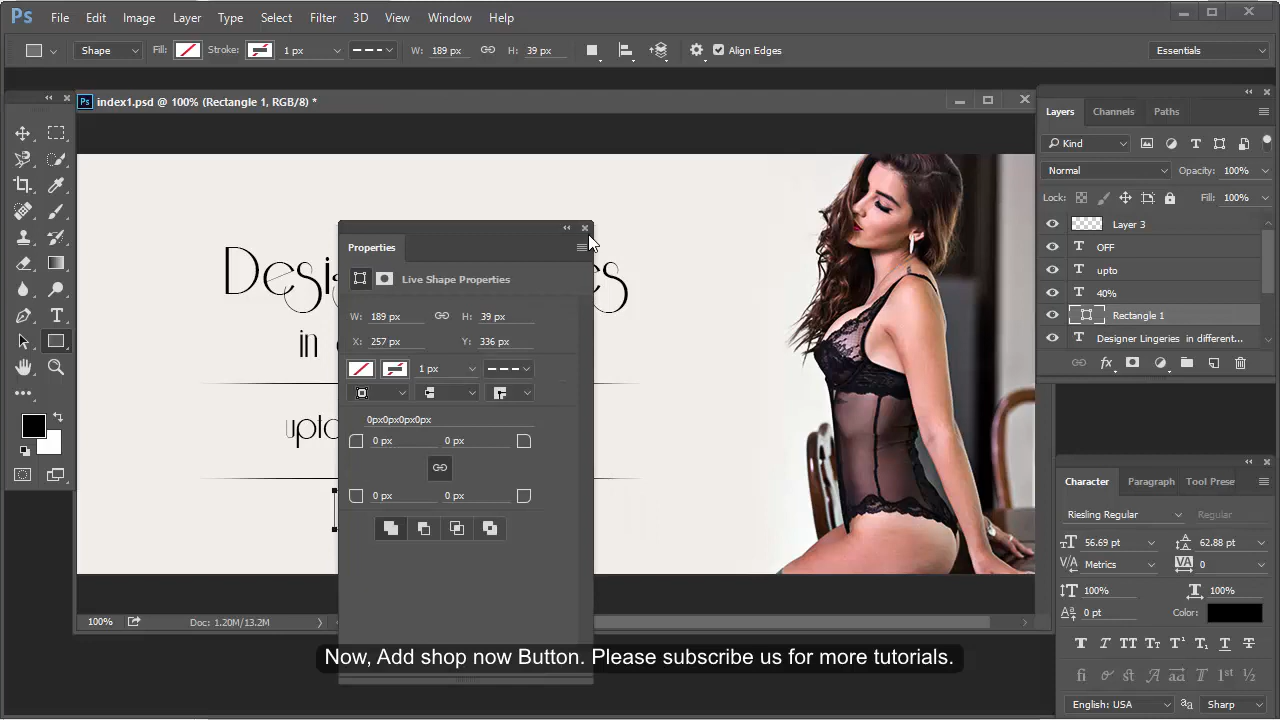 Ps File Edit Image Layer Type Select Filter 3D View Window Help
Shape Fill: Stroke: 1 px W: 189 px H: 39 px Align Edges Essentials
Ps index1.psd @ 100% (Rectangle 1, RGB/8) *
Layers Channels Paths
Kind
Normal Opacity: 100%
Lock: Fill: 100%
Layer 3
T OFF
T upto
T 40%
Rectangle 1
T Designer Lingeries in different...
Properties
Live Shape Properties
W: 189 px H: 39 px
X: 257 px Y: 336 px
1 px
0px0px0px0px
0 px 0 px
0 px 0 px
Character Paragraph Tool Prese
Riesling Regular Regular
56.69 pt 62.88 pt
Metrics 0
100% 100%
0 pt Color:
English: USA Sharp
100% Doc: 1.20M/13.2M
Now, Add shop now Button. Please subscribe us for more tutorials.